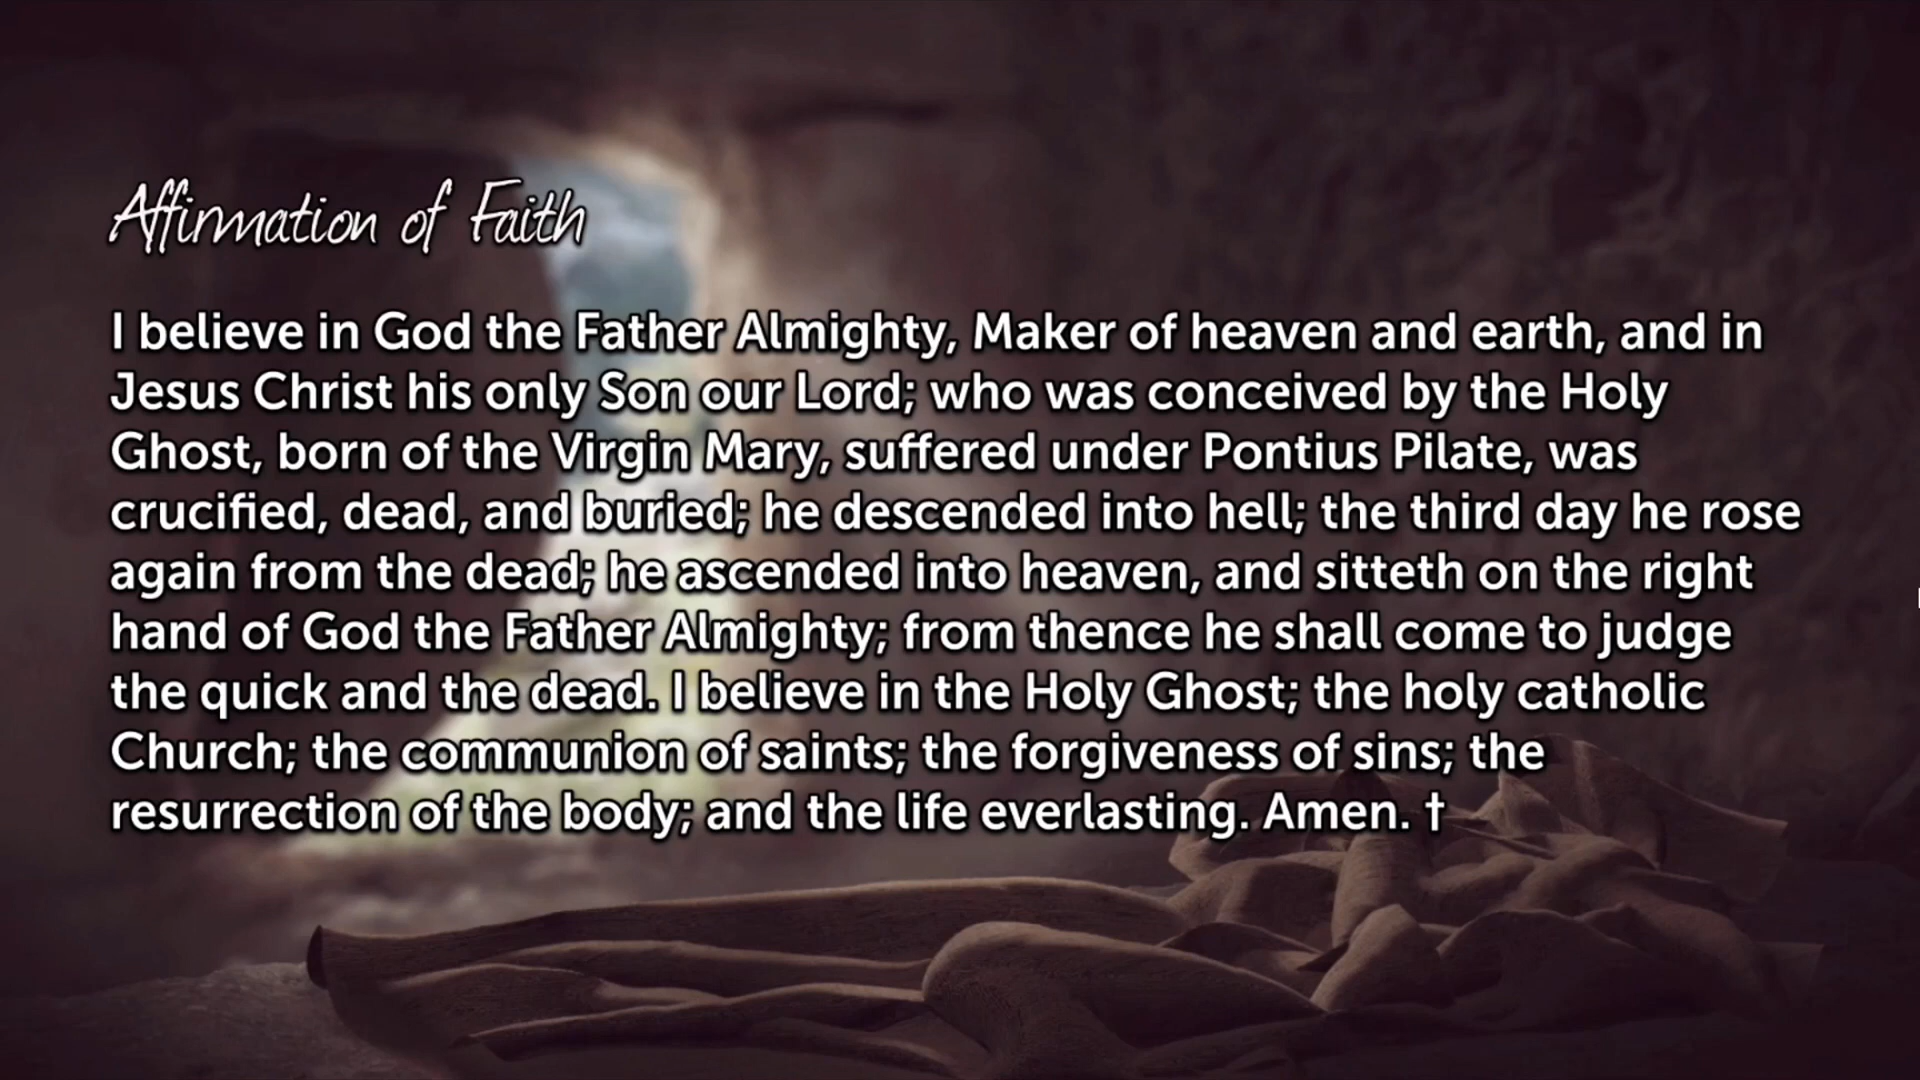 Affirmation of Faith
I believe in God the Father Almighty, Maker of heaven and earth, and in
Jesus Christ his only Son our Lord; who was conceived by the Holy
Ghost, born of the Virgin Mary, suffered under Pontius Pilate, was
crucified, dead, and buried; he descended into hell; the third day he rose
again from the dead; he ascended into heaven, and sitteth on the right
hand of God the Father Almighty; from thence he shall come to judge
the quick and the dead. I believe in the Holy Ghost; the holy catholic
Church; the communion of saints; the forgiveness of sins; the
resurrection of the body; and the life everlasting. Amen. †